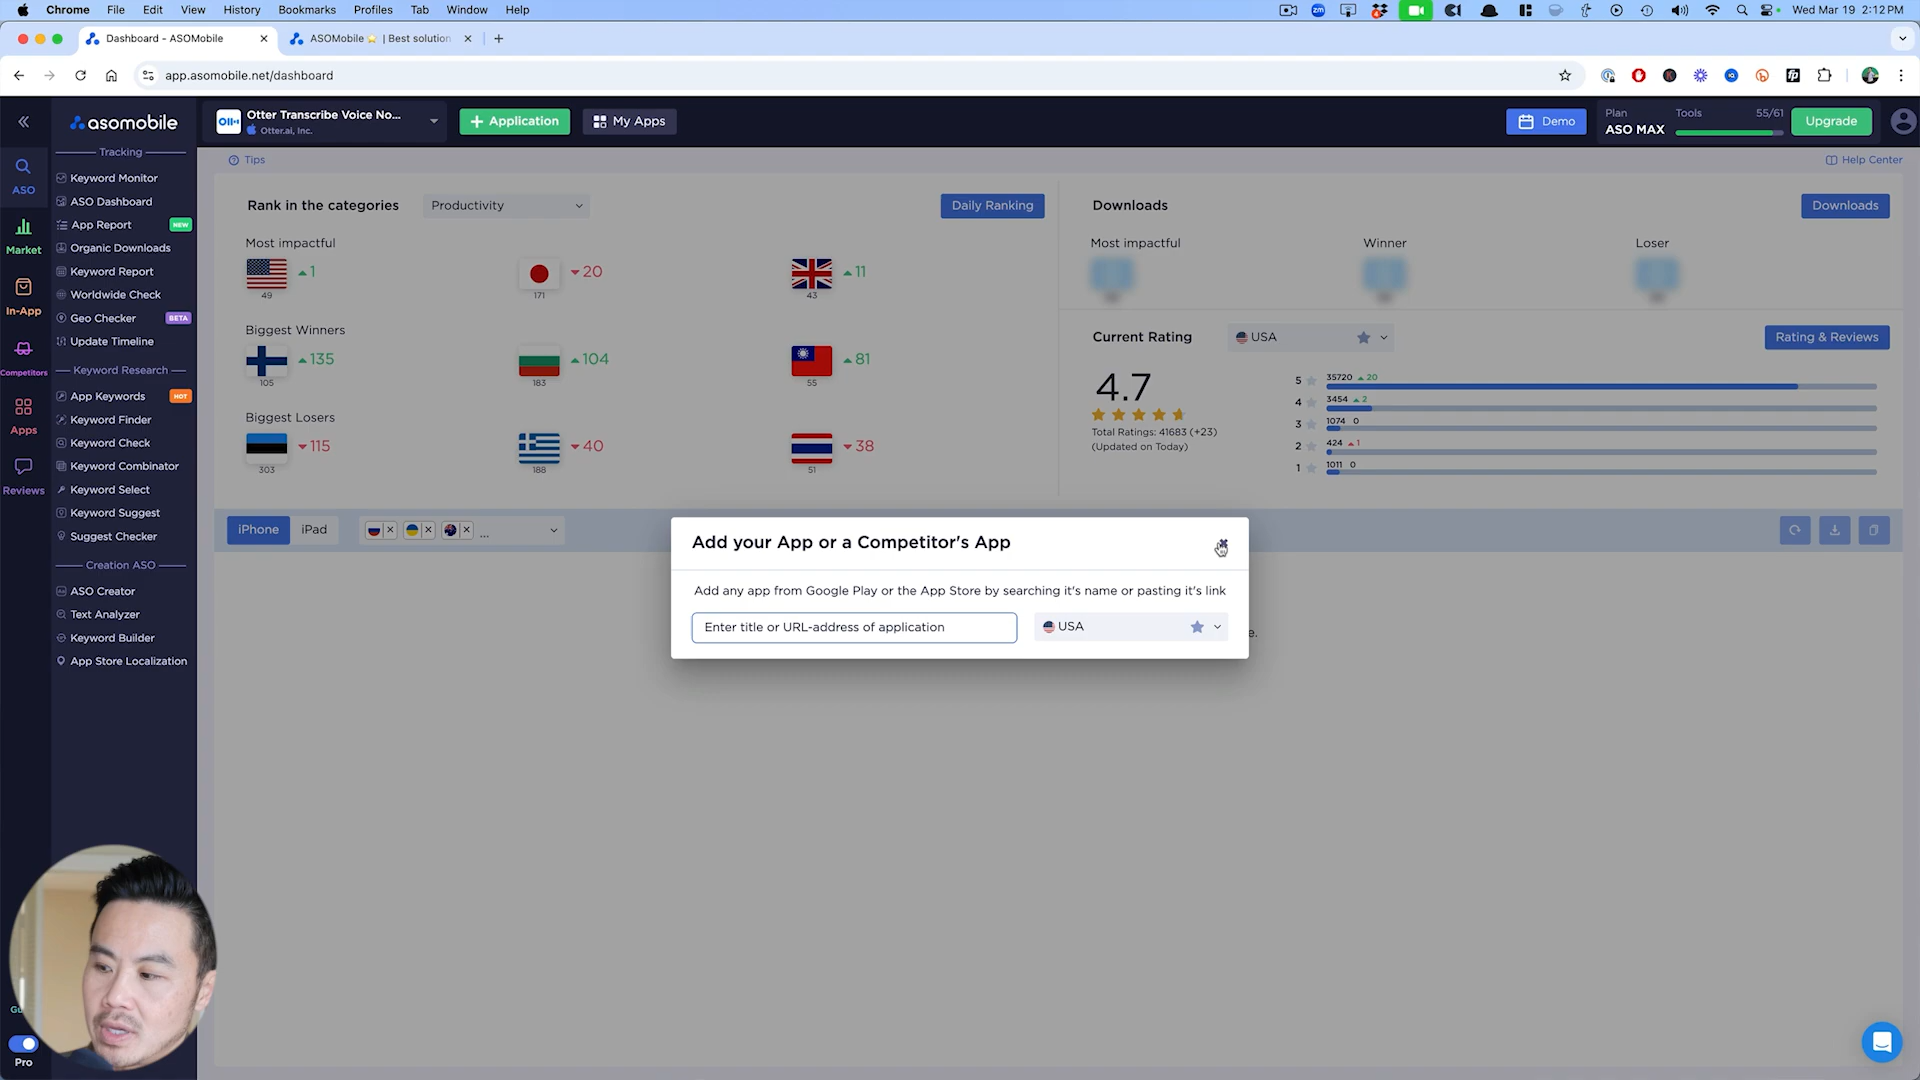 Chrome File Edit View History Bookmarks Profiles Tab Window Help
zm
Wed Mar 19 2:12 PM
Dashboard - ASOMobile
ASOMobile | Best solution
app.asomobile.net/dashboard
asomobile
Otter Transcribe Voice No...
Otter.ai, Inc.
Application
My Apps
Demo
Plan
ASO MAX
Tools 55/61
Upgrade
ASO
Market
In-App
Competitors
Apps
Reviews
Pro
Tracking
Keyword Monitor
ASO Dashboard
App Report NEW
Organic Downloads
Keyword Report
Worldwide Check
Geo Checker BETA
Update Timeline
Keyword Research
App Keywords HOT
Keyword Finder
Keyword Check
Keyword Combinator
Keyword Select
Keyword Suggest
Suggest Checker
Creation ASO
ASO Creator
Text Analyzer
Keyword Builder
App Store Localization
Tips
Help Center
Rank in the categories
Productivity
Daily Ranking
Most impactful
1 20 11
49 171 43
Biggest Winners
135 104 81
105 183 55
Biggest Losers
115 40 38
303 188 51
Downloads
Downloads
Most impactful Winner Loser
Current Rating
USA
Rating & Reviews
4.7
Total Ratings: 41683 (+23)
(Updated on Today)
5 35720 20
4 3454 2
3 1074 0
2 424 1
1 1011 0
iPhone iPad
...
Add your App or a Competitor's App
Add any app from Google Play or the App Store by searching it's name or pasting it's link
Enter title or URL-address of application
USA
e.